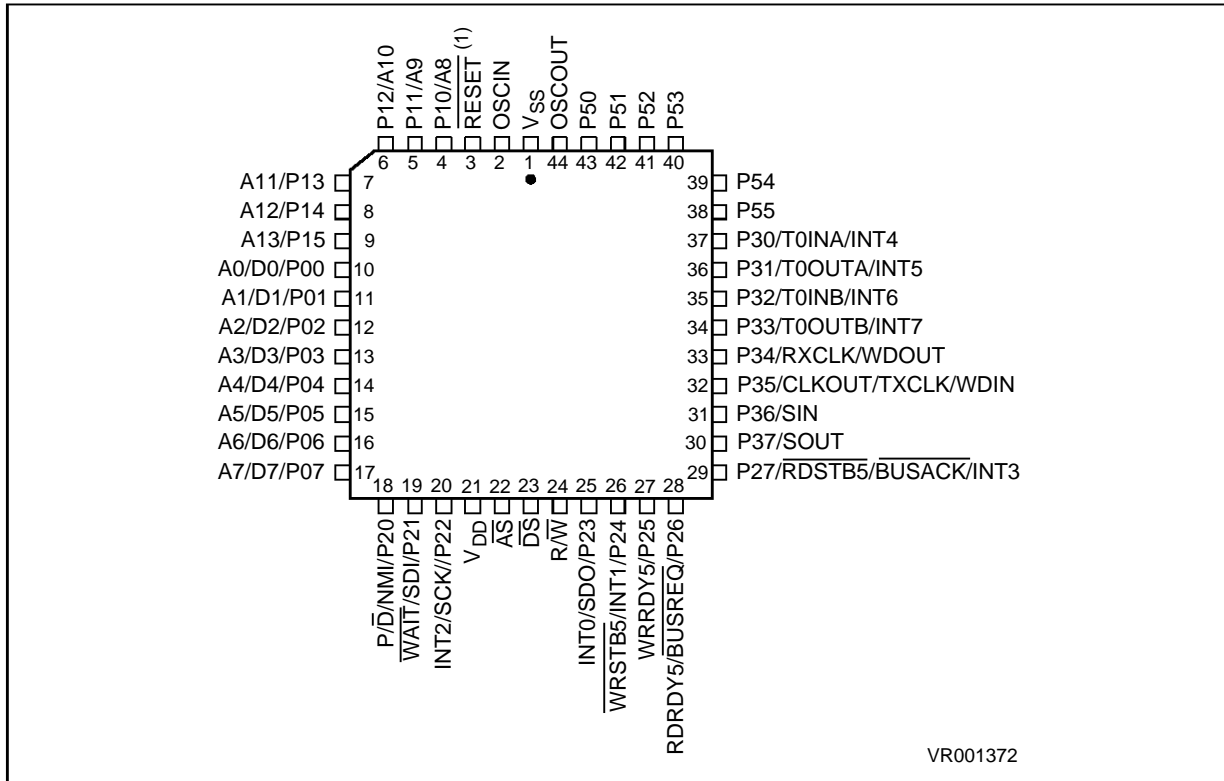 P12/A10
P11/A9
P10/A8
RESET (1)
OSCIN
VSS
OSCOUT
P50
P51
P52
P53
6
5
4
3
2
1
44
43
42
41
40
A11/P13 7
A12/P14 8
A13/P15 9
A0/D0/P00 10
A1/D1/P01 11
A2/D2/P02 12
A3/D3/P03 13
A4/D4/P04 14
A5/D5/P05 15
A6/D6/P06 16
A7/D7/P07 17
39 P54
38 P55
37 P30/T0INA/INT4
36 P31/T0OUTA/INT5
35 P32/T0INB/INT6
34 P33/T0OUTB/INT7
33 P34/RXCLK/WDOUT
32 P35/CLKOUT/TXCLK/WDIN
31 P36/SIN
30 P37/SOUT
29 P27/RDSTB5/BUSACK/INT3
18
19
20
21
22
23
24
25
26
27
28
P/D/NMI/P20
WAIT/SDI/P21
INT2/SCK//P22
VDD
AS
DS
R/W
INT0/SDO/P23
WRSTB5/INT1/P24
WRRDY5/P25
RDRDY5/BUSREQ/P26
VR001372